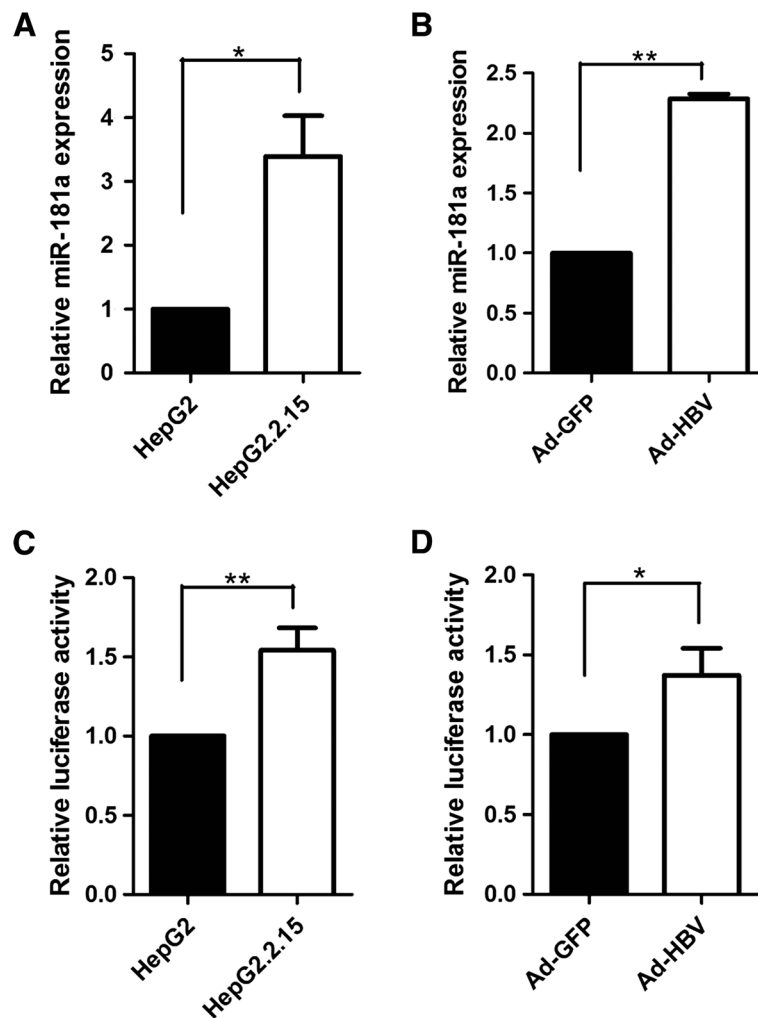 A
Relative miR-181a expression
5
4
3
2
1
0
*
HepG2
HepG2.2.15
B
Relative miR-181a expression
2.5
2.0
1.5
1.0
0.5
0.0
**
Ad-GFP
Ad-HBV
C
Relative luciferase activity
2.0
1.5
1.0
0.5
0.0
**
HepG2
HepG2.2.15
D
Relative luciferase activity
2.0
1.5
1.0
0.5
0.0
*
Ad-GFP
Ad-HBV